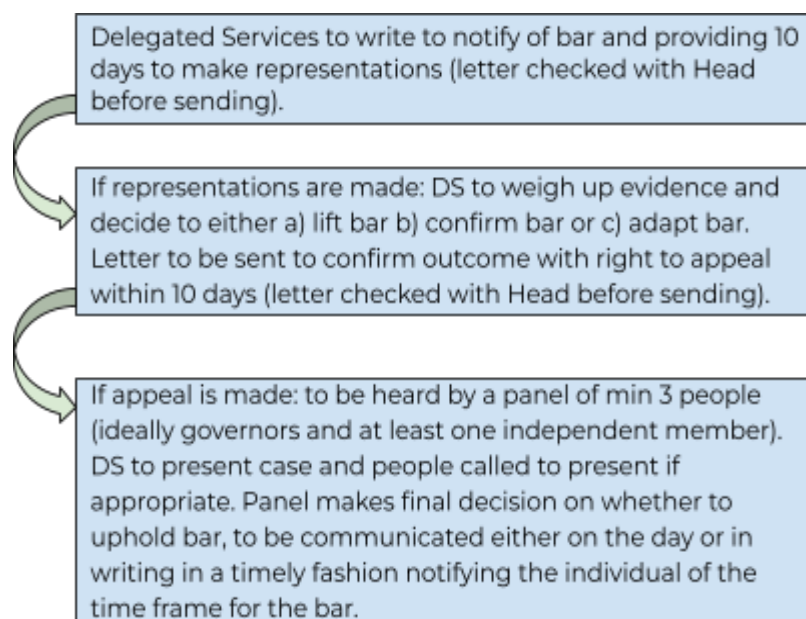 Delegated Services to write to notify of bar and providing 10
days to make representations (letter checked with Head
before sending).
If representations are made: DS to weigh up evidence and
decide to either a) lift bar b) confirm bar or c) adapt bar.
Letter to be sent to confirm outcome with right to appeal
within 10 days (letter checked with Head before sending).
If appeal is made: to be heard by a panel of min 3 people
(ideally governors and at least one independent member).
DS to present case and people called to present if
appropriate. Panel makes final decision on whether to
uphold bar, to be communicated either on the day or in
writing in a timely fashion notifying the individual of the
time frame for the bar.